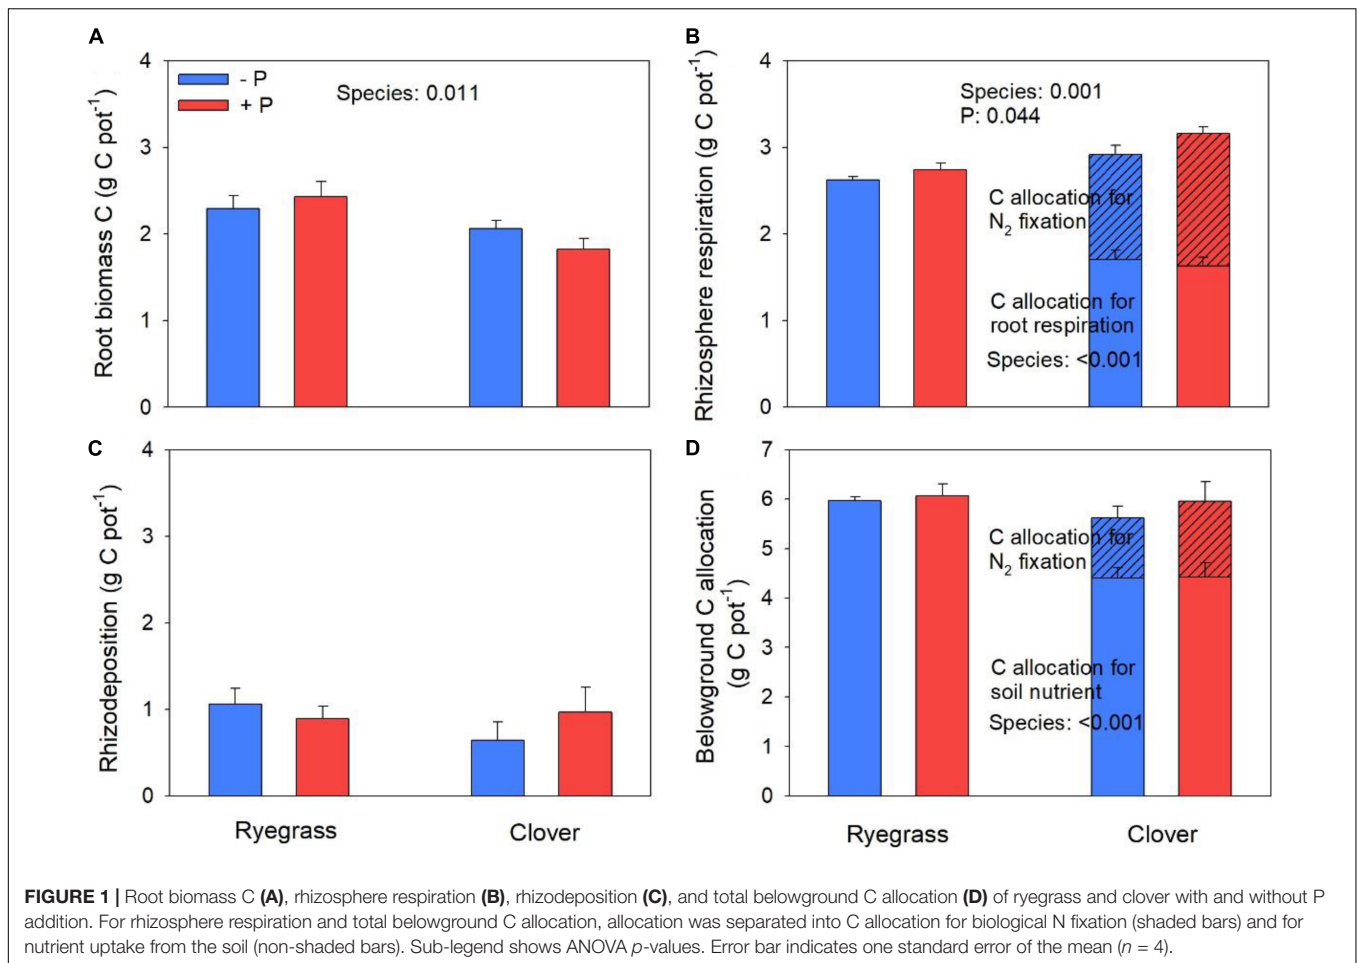 A
Root biomass C (g C pot⁻¹)
4
3
2
1
0
- P
+ P
Species: 0.011
B
Rhizosphere respiration (g C pot⁻¹)
4
3
2
1
0
Species: 0.001
P: 0.044
C allocation for
N₂ fixation
C allocation for
root respiration
Species: <0.001
C
Rhizodeposition (g C pot⁻¹)
4
3
2
1
0
Ryegrass
Clover
D
Belowground C allocation
(g C pot⁻¹)
7
6
5
4
3
2
1
0
C allocation for
N₂ fixation
C allocation for
soil nutrient
Species: <0.001
Ryegrass
Clover
FIGURE 1 | Root biomass C (A), rhizosphere respiration (B), rhizodeposition (C), and total belowground C allocation (D) of ryegrass and clover with and without P
addition. For rhizosphere respiration and total belowground C allocation, allocation was separated into C allocation for biological N fixation (shaded bars) and for
nutrient uptake from the soil (non-shaded bars). Sub-legend shows ANOVA p-values. Error bar indicates one standard error of the mean (n = 4).